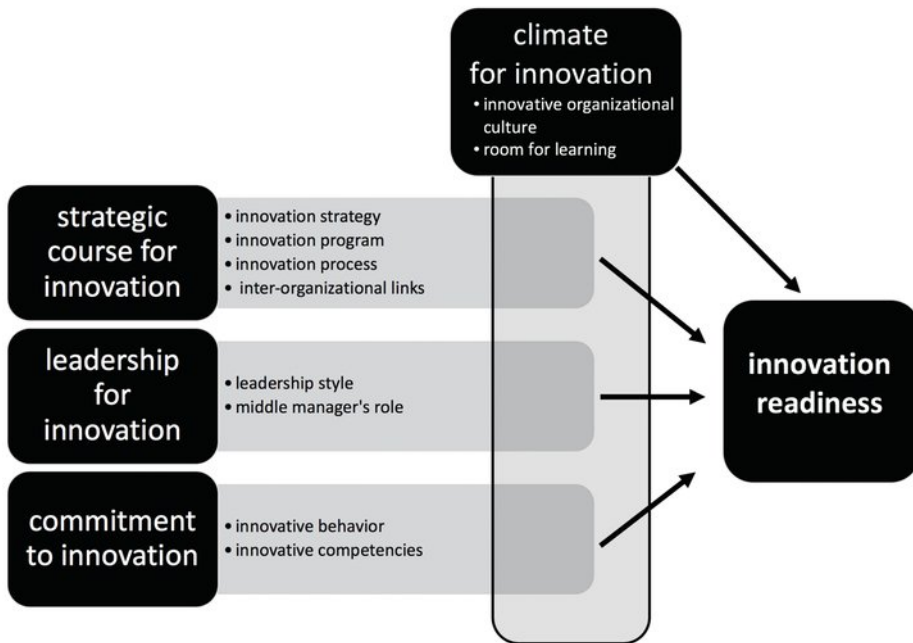 climate
for innovation
• innovative organizational
culture
• room for learning
strategic
course for
innovation
• innovation strategy
• innovation program
• innovation process
• inter-organizational links
leadership
for
innovation
• leadership style
• middle manager's role
commitment
to innovation
• innovative behavior
• innovative competencies
innovation
readiness